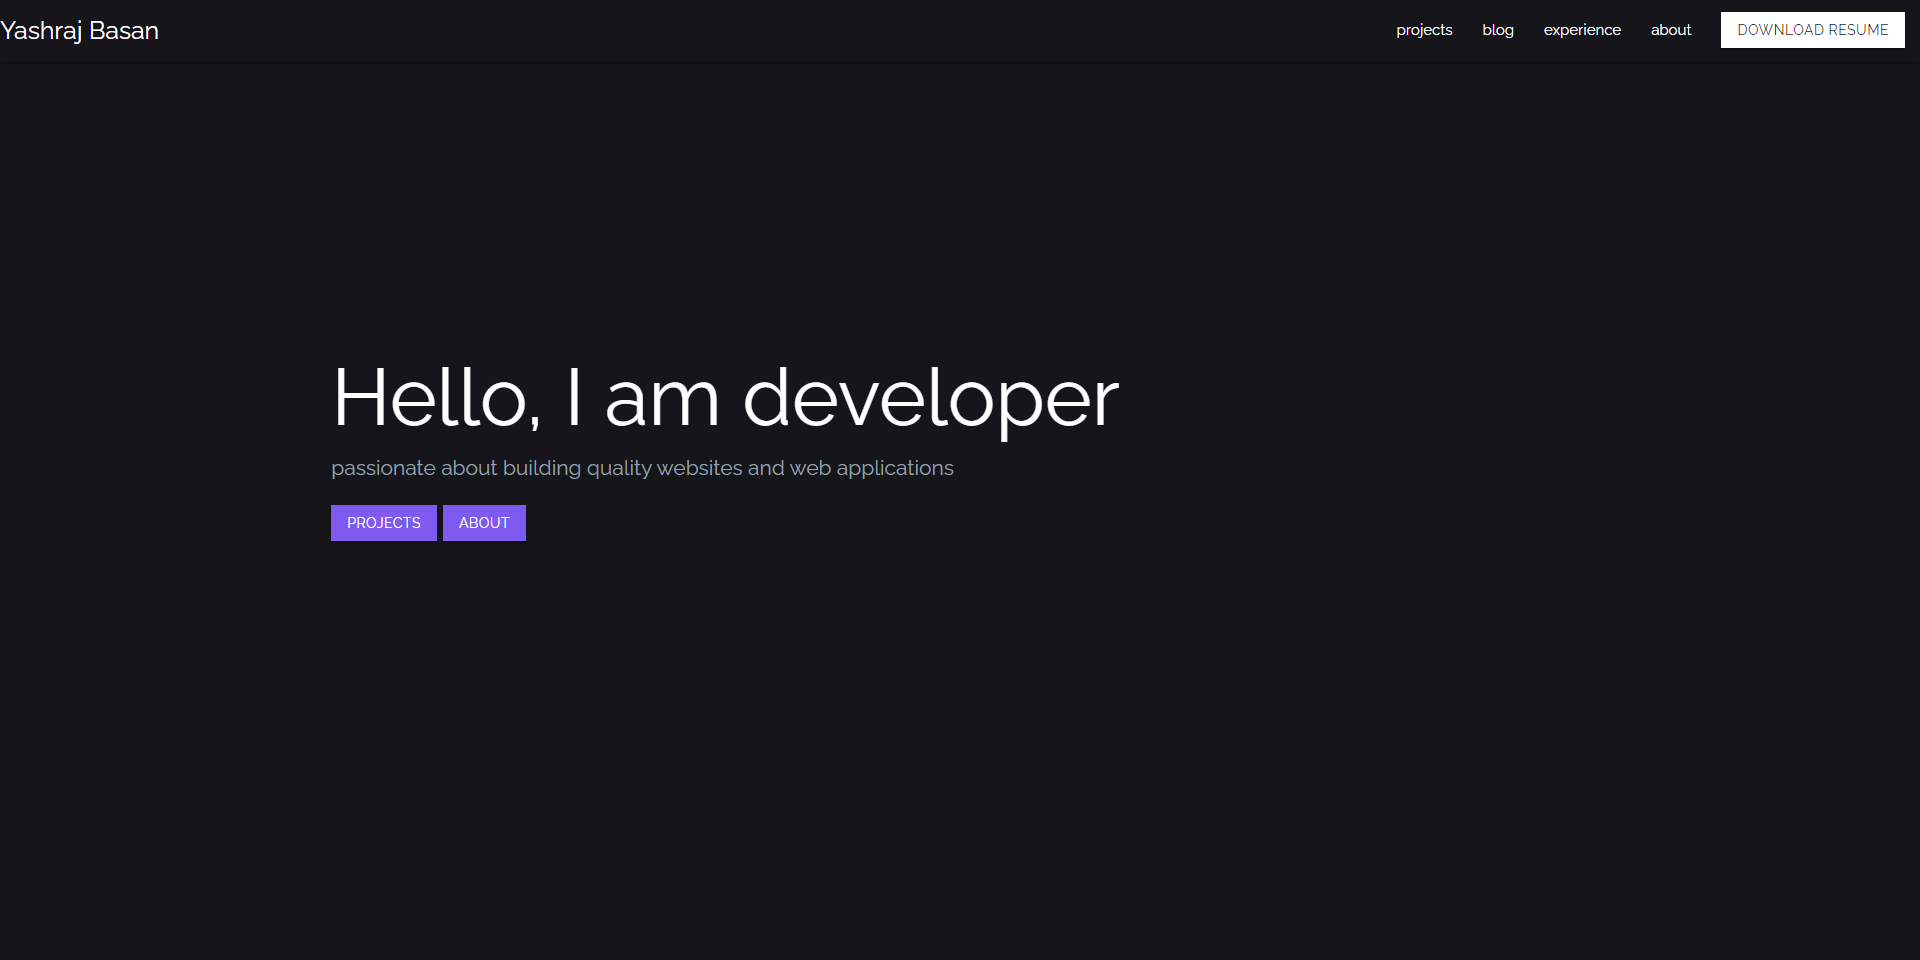 Yashraj Basan
projects blog experience about DOWNLOAD RESUME
Hello, I am developer
passionate about building quality websites and web applications
PROJECTS ABOUT